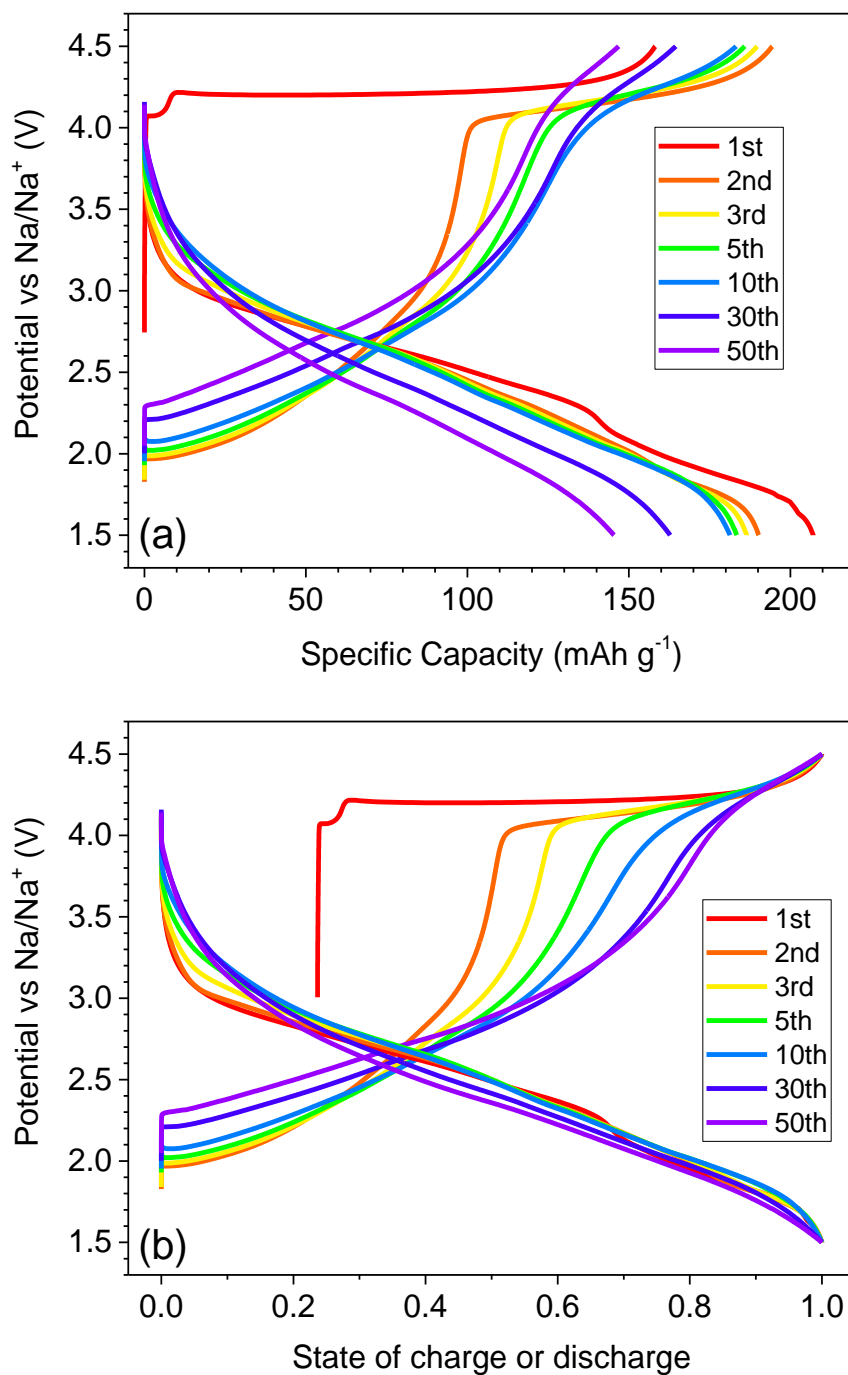 4.5
4.0
3.5
3.0
2.5
2.0
1.5
Potential vs Na/Na⁺ (V)
1st
2nd
3rd
5th
10th
30th
50th
(a)
0
50
100
150
200
Specific Capacity (mAh g⁻¹)
4.5
4.0
3.5
3.0
2.5
2.0
1.5
Potential vs Na/Na⁺ (V)
1st
2nd
3rd
5th
10th
30th
50th
(b)
0.0
0.2
0.4
0.6
0.8
1.0
State of charge or discharge